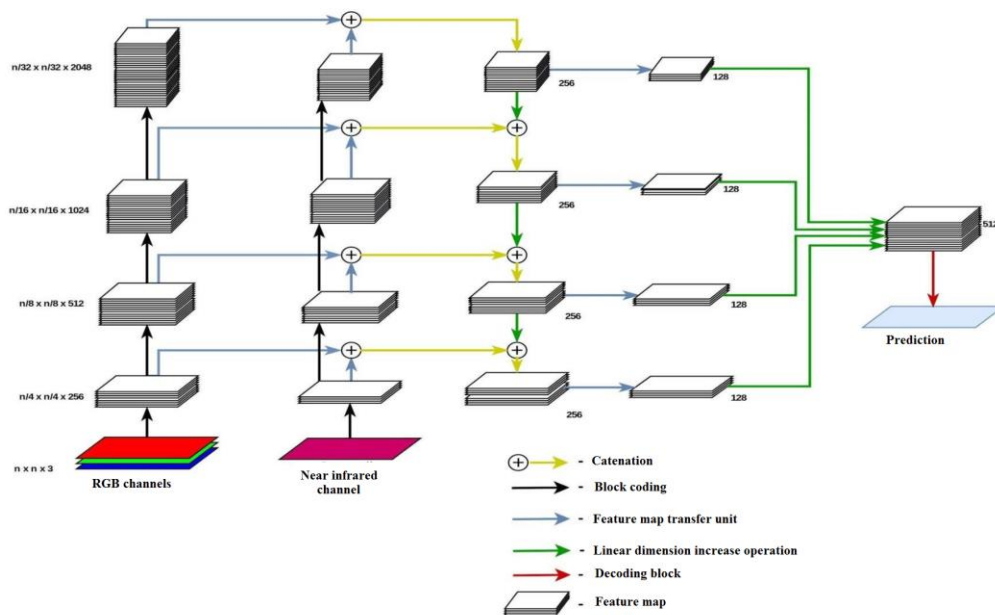 n/32 x n/32 x 2048
256
128
n/16 x n/16 x 1024
256
128
512
n/8 x n/8 x 512
256
128
Prediction
n/4 x n/4 x 256
256
128
n x n x 3
RGB channels
Near infrared
channel
- Catenation
- Block coding
- Feature map transfer unit
- Linear dimension increase operation
- Decoding block
- Feature map